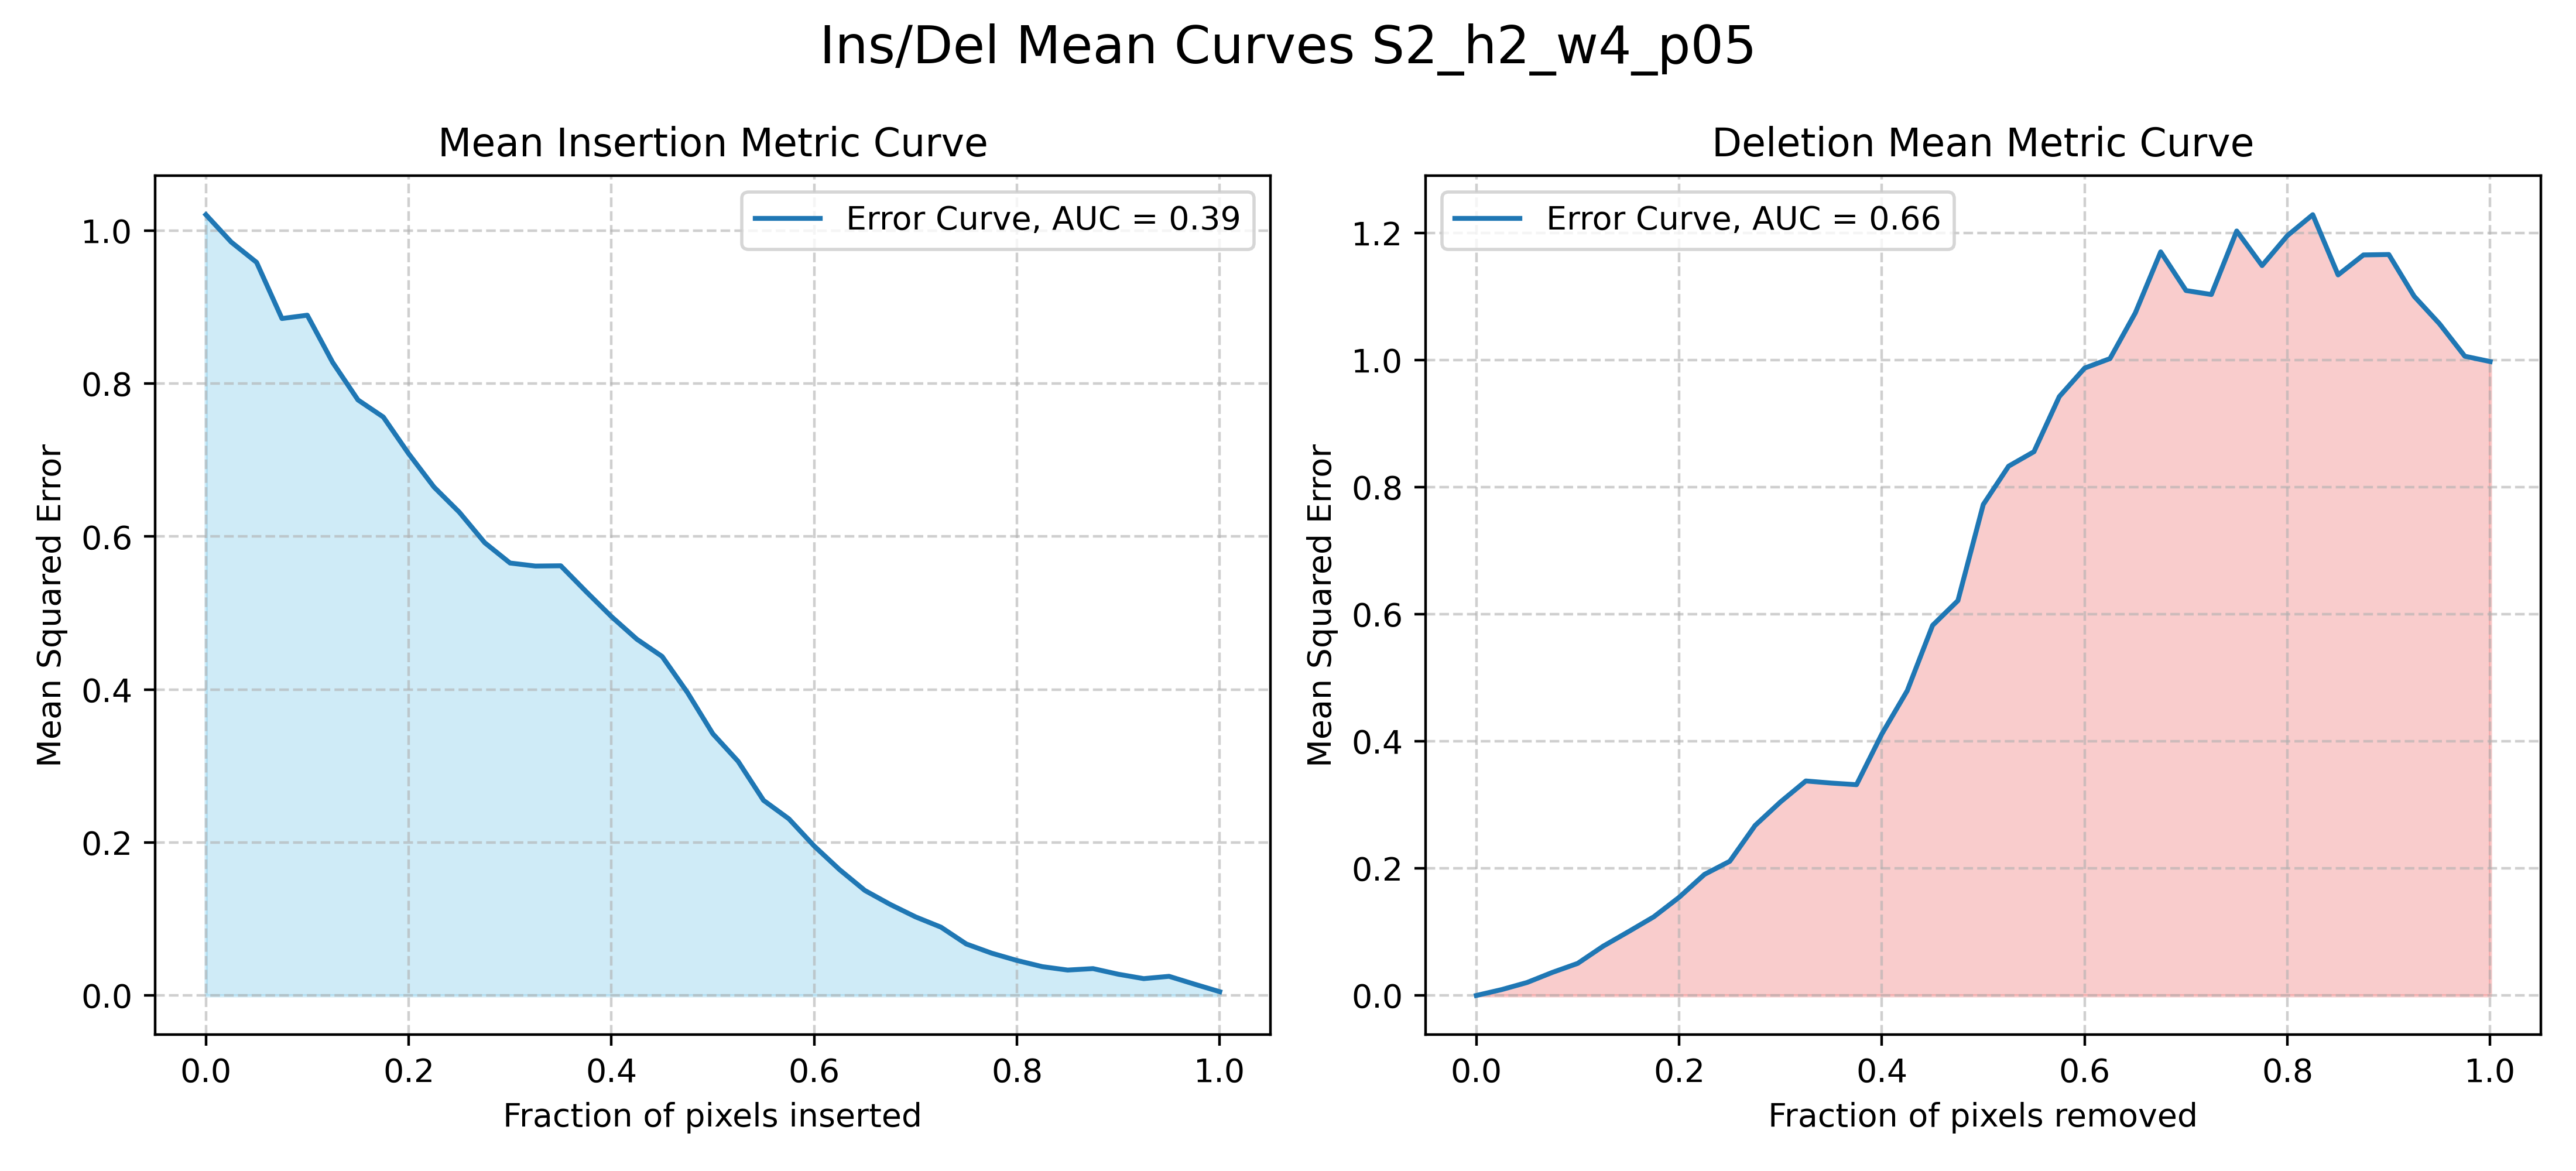 Ins/Del Mean Curves S2_h2_w4_p05
Mean Insertion Metric Curve
Error Curve, AUC = 0.39
Mean Squared Error
1.0
0.8
0.6
0.4
0.2
0.0
0.0 0.2 0.4 0.6 0.8 1.0
Fraction of pixels inserted
Deletion Mean Metric Curve
Error Curve, AUC = 0.66
Mean Squared Error
1.2
1.0
0.8
0.6
0.4
0.2
0.0
0.0 0.2 0.4 0.6 0.8 1.0
Fraction of pixels removed